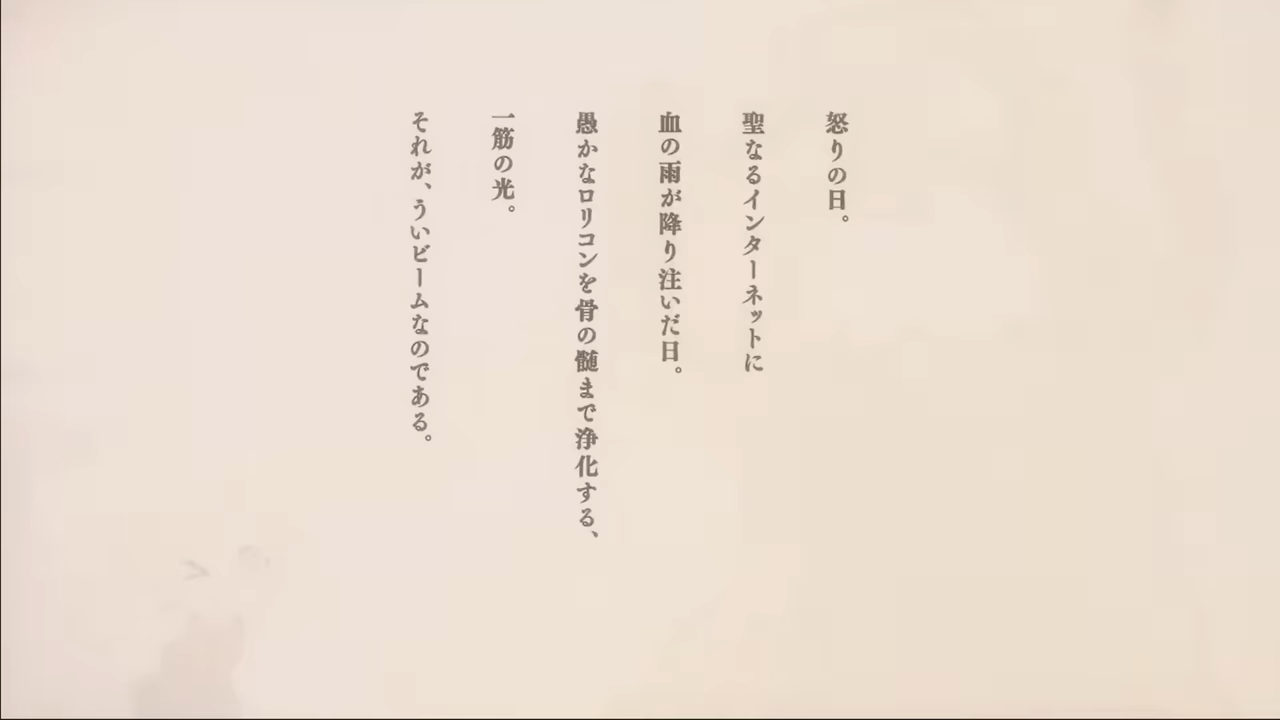 怒りの日。
聖なるインターネットに
血の雨が降り注いだ日。
愚かなロリコンを骨の髄まで浄化する、
一筋の光。
それが、ういビームなのである。